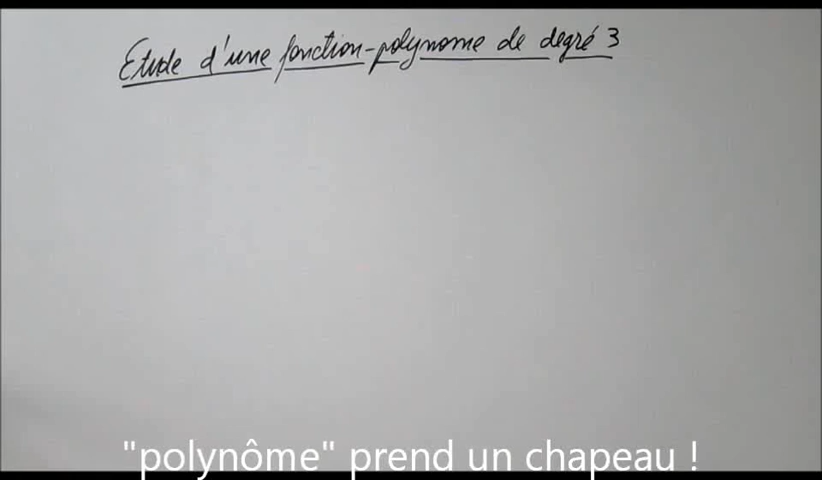 Etude d'une fonction-polynome de degré 3
"polynôme" prend un chapeau !